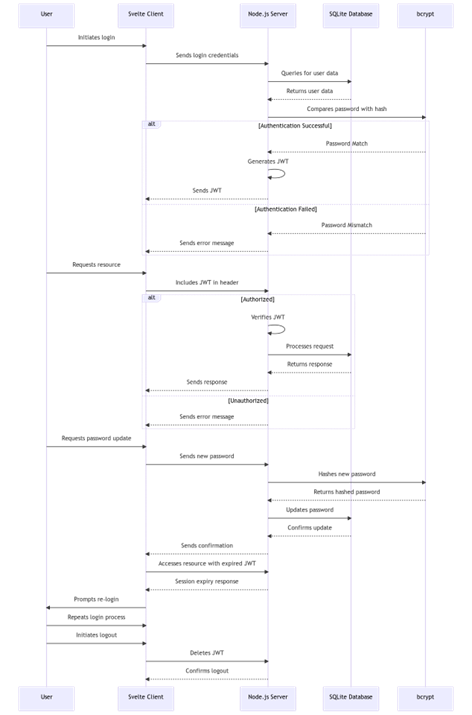 User
Svelte Client
Node.js Server
SQLite Database
bcrypt
Initiates login
Sends login credentials
Queries for user data
Returns user data
Compares password with hash
alt
[Authentication Successful]
Password Match
Generates JWT
Sends JWT
[Authentication Failed]
Password Mismatch
Sends error message
Requests resource
Includes JWT in header
alt
[Authorized]
Verifies JWT
Processes request
Returns response
Sends response
[Unauthorized]
Sends error message
Requests password update
Sends new password
Hashes new password
Returns hashed password
Updates password
Confirms update
Sends confirmation
Accesses resource with expired JWT
Session expiry response
Prompts re-login
Repeats login process
Initiates logout
Deletes JWT
Confirms logout
User
Svelte Client
Node.js Server
SQLite Database
bcrypt